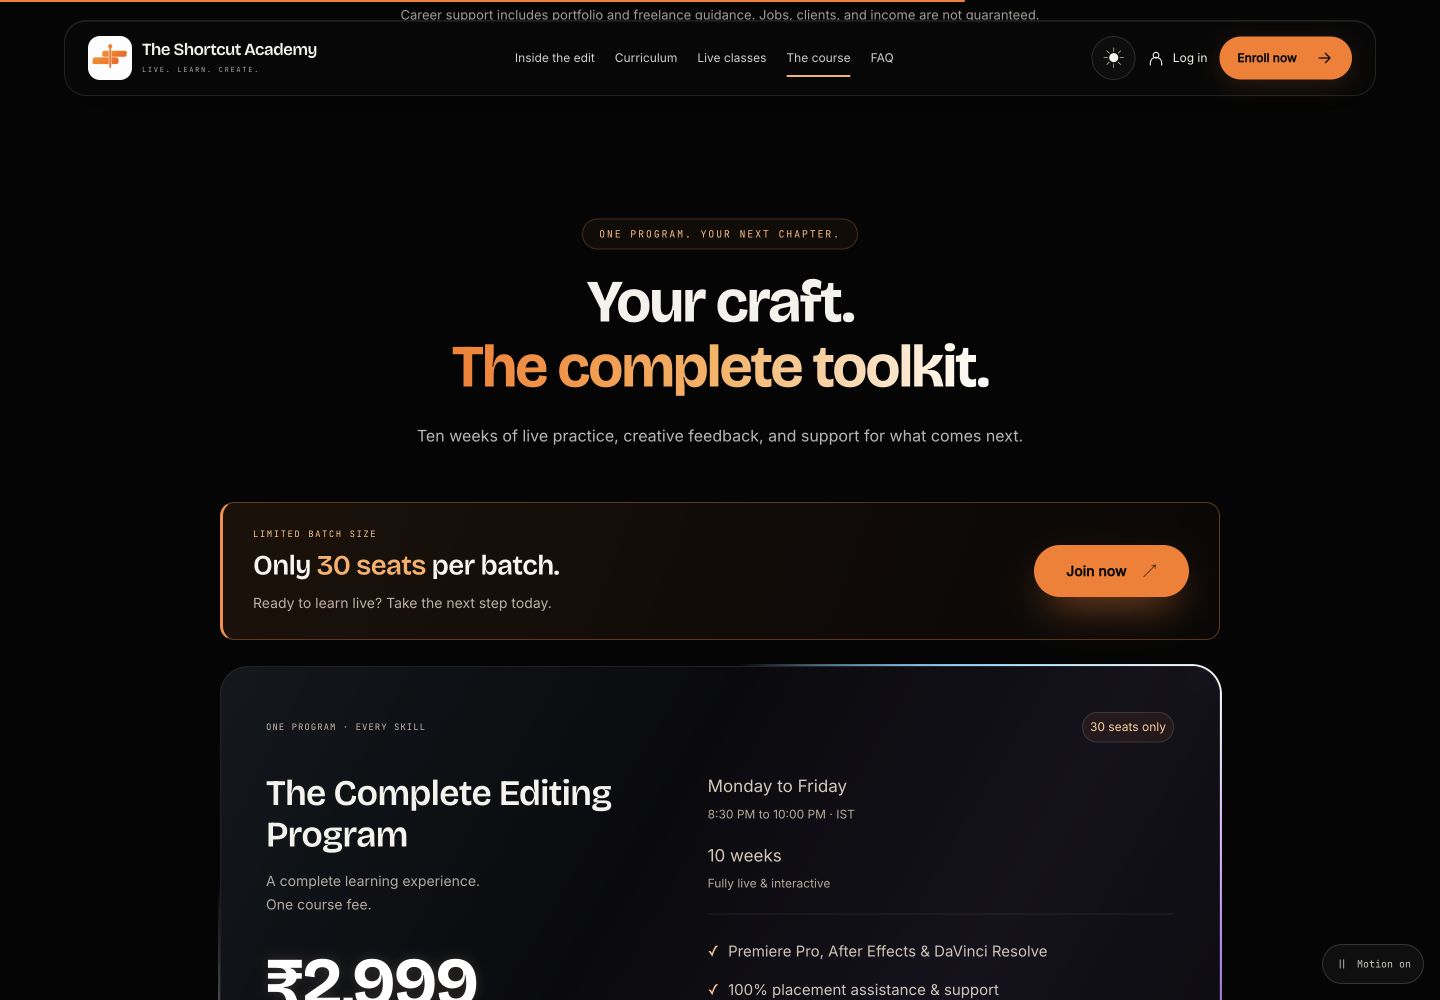 Career support includes portfolio and freelance guidance. Jobs, clients, and income are not guaranteed.
The Shortcut Academy
LIVE. LEARN. CREATE.
Inside the edit
Curriculum
Live classes
The course
FAQ
Log in
Enroll now →
ONE PROGRAM. YOUR NEXT CHAPTER.
Your craft.
The complete toolkit.
Ten weeks of live practice, creative feedback, and support for what comes next.
LIMITED BATCH SIZE
Only 30 seats per batch.
Ready to learn live? Take the next step today.
Join now ↗
ONE PROGRAM · EVERY SKILL
30 seats only
The Complete Editing
Program
A complete learning experience.
One course fee.
₹2,999
Monday to Friday
8:30 PM to 10:00 PM · IST
10 weeks
Fully live & interactive
✓ Premiere Pro, After Effects & DaVinci Resolve
✓ 100% placement assistance & support
Motion on